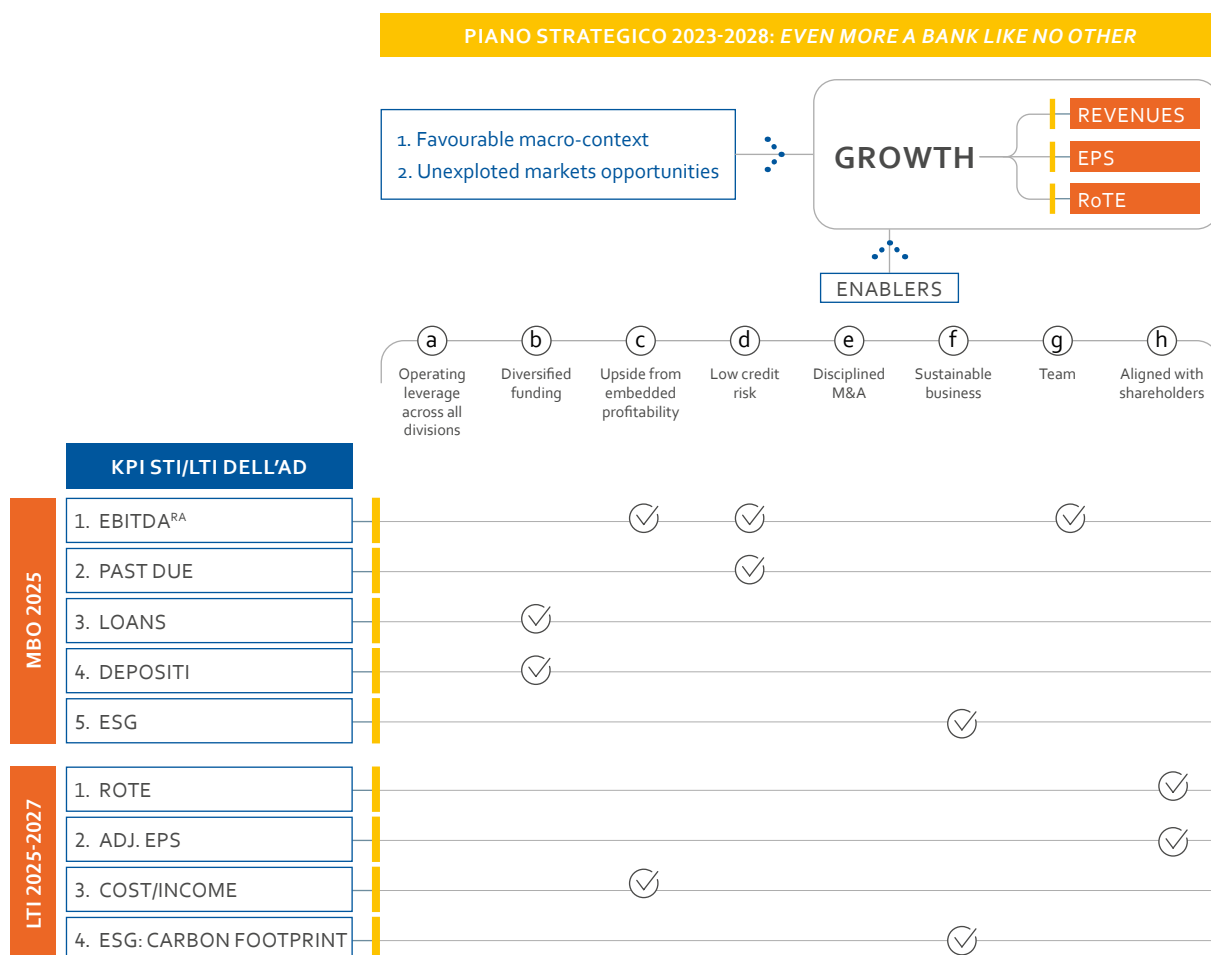 PIANO STRATEGICO 2023-2028: EVEN MORE A BANK LIKE NO OTHER
1. Favourable macro-context
2. Unexploted markets opportunities
GROWTH
REVENUES
EPS
RoTE
ENABLERS
a
b
c
d
e
f
g
h
Operating
leverage
across all
divisions
Diversified
funding
Upside from
embedded
profitability
Low credit
risk
Disciplined
M&A
Sustainable
business
Team
Aligned with
shareholders
KPI STI/LTI DELL'AD
MBO 2025
1. EBITDA^RA
2. PAST DUE
3. LOANS
4. DEPOSITI
5. ESG
LTI 2025-2027
1. ROTE
2. ADJ. EPS
3. COST/INCOME
4. ESG: CARBON FOOTPRINT